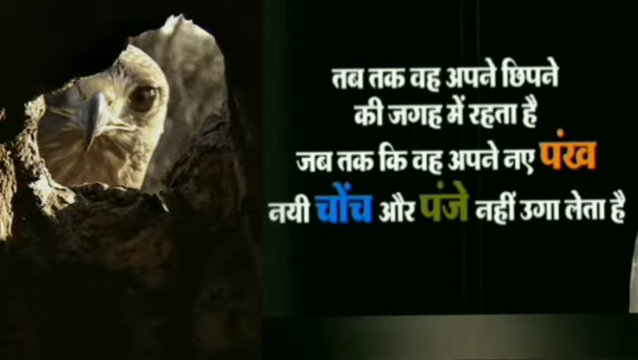 तब तक वह अपने छिपने
की जगह में रहता है
जब तक कि वह अपने नए पंख
नयी चोंच और पंजे नहीं उगा लेता है